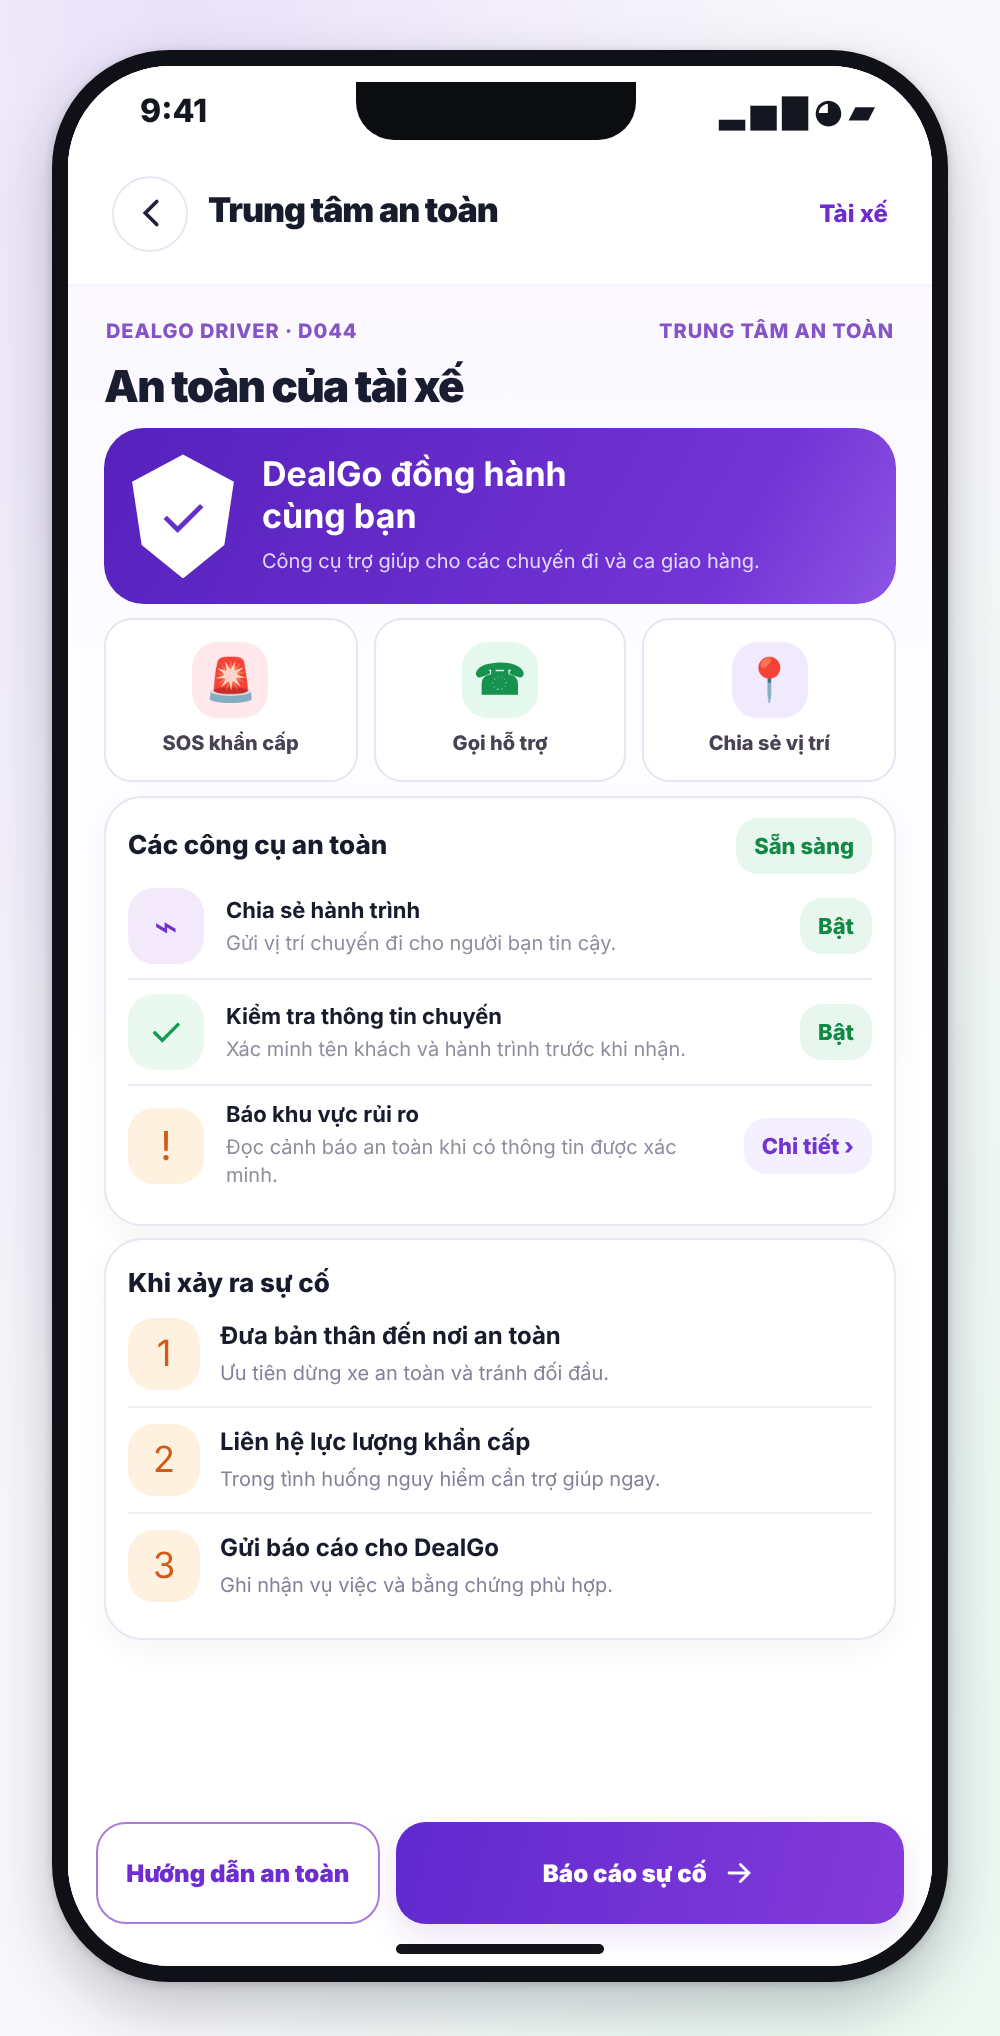 9:41
Trung tâm an toàn
Tài xế
DEALGO DRIVER · D044
TRUNG TÂM AN TOÀN
An toàn của tài xế
DealGo đồng hành
cùng bạn
Công cụ trợ giúp cho các chuyến đi và ca giao hàng.
SOS khẩn cấp
Gọi hỗ trợ
Chia sẻ vị trí
Các công cụ an toàn
Sẵn sàng
Chia sẻ hành trình
Gửi vị trí chuyến đi cho người bạn tin cậy.
Bật
Kiểm tra thông tin chuyến
Xác minh tên khách và hành trình trước khi nhận.
Bật
!
Báo khu vực rủi ro
Đọc cảnh báo an toàn khi có thông tin được xác
minh.
Chi tiết ›
Khi xảy ra sự cố
1
Đưa bản thân đến nơi an toàn
Ưu tiên dừng xe an toàn và tránh đối đầu.
2
Liên hệ lực lượng khẩn cấp
Trong tình huống nguy hiểm cần trợ giúp ngay.
3
Gửi báo cáo cho DealGo
Ghi nhận vụ việc và bằng chứng phù hợp.
Hướng dẫn an toàn
Báo cáo sự cố →